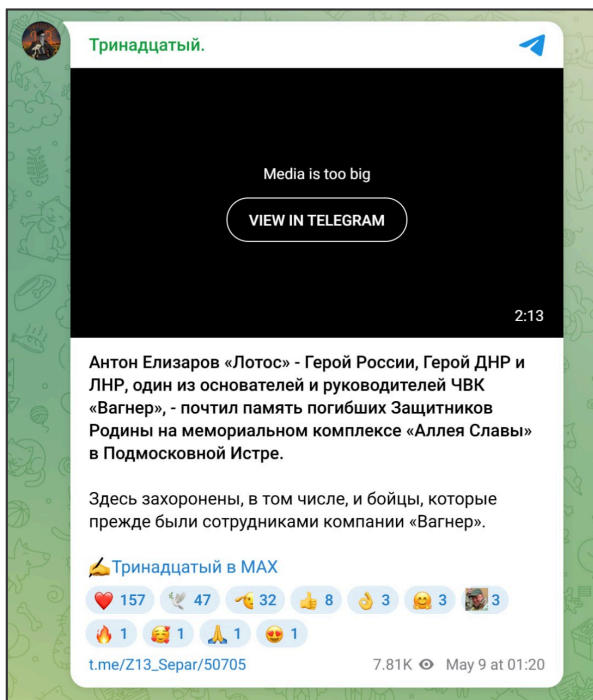 Тринадцатый.
Media is too big
VIEW IN TELEGRAM
2:13
Антон Елизаров «Лотос» - Герой России, Герой ДНР и
ЛНР, один из основателей и руководителей ЧВК
«Вагнер», - почтил память погибших Защитников
Родины на мемориальном комплексе «Аллея Славы»
в Подмосковной Истре.
Здесь захоронены, в том числе, и бойцы, которые
прежде были сотрудниками компании «Вагнер».
✍️Тринадцатый в МАХ
❤️ 157 🕊 47 🫡 32 👍 8 👌 3 🤗 3 3
🔥 1 🥰 1 🙏 1 😍 1
t.me/Z13_Separ/50705 7.81K May 9 at 01:20